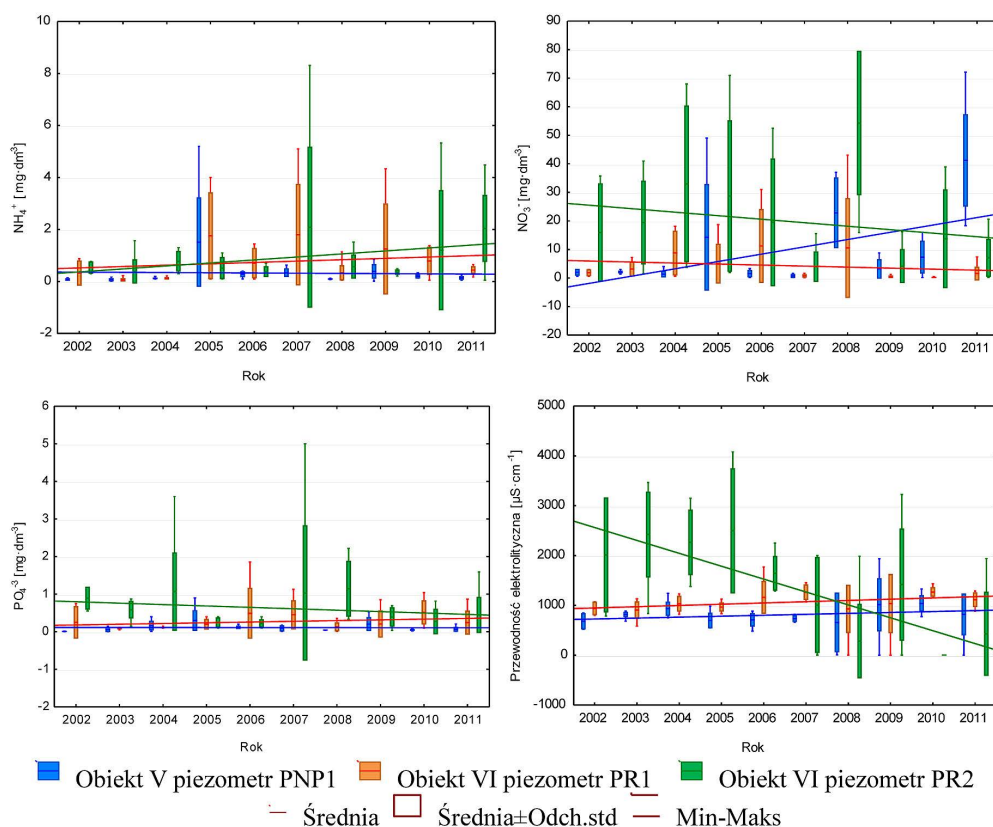 10
8
6
4
2
0
-2
NH₄⁺ [mg·dm⁻³]
2002 2003 2004 2005 2006 2007 2008 2009 2010 2011
Rok
90
80
70
60
50
40
30
20
10
0
-10
-20
NO₃⁻ [mg·dm⁻³]
2002 2003 2004 2005 2006 2007 2008 2009 2010 2011
Rok
6
5
4
3
2
1
0
-1
-2
PO₄⁻³ [mg·dm⁻³]
2002 2003 2004 2005 2006 2007 2008 2009 2010 2011
Rok
5000
4000
3000
2000
1000
0
-1000
Przewodność elektrolityczna [µS·cm⁻¹]
2002 2003 2004 2005 2006 2007 2008 2009 2010 2011
Rok
Obiekt V piezometr PNP1 Obiekt VI piezometr PR1 Obiekt VI piezometr PR2
Średnia Średnia±Odch.std Min-Maks